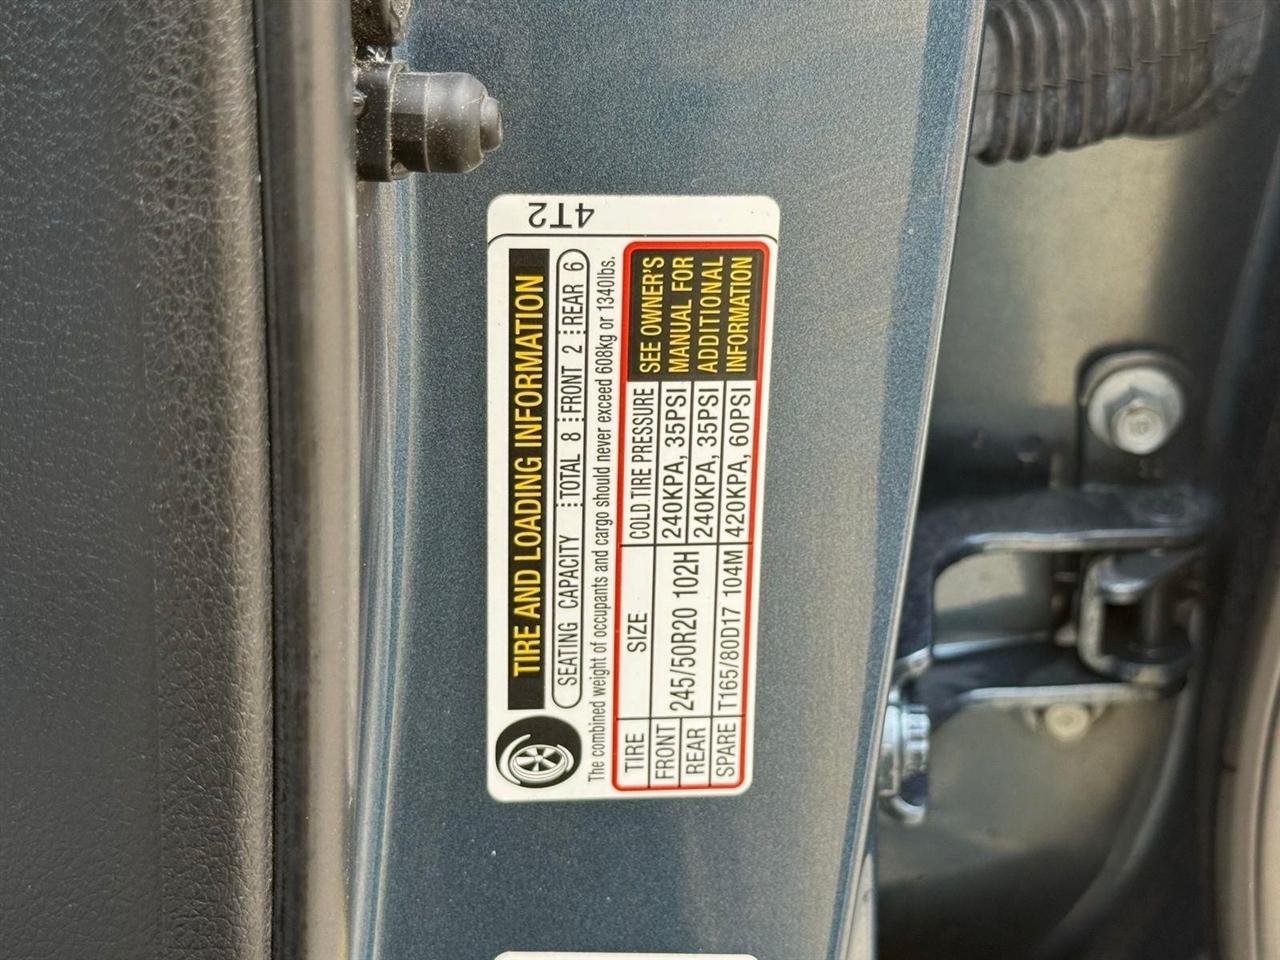 4T2
TIRE AND LOADING INFORMATION
SEATING CAPACITY TOTAL 8 FRONT 2 REAR 6
The combined weight of occupants and cargo should never exceed 608kg or 1340lbs.
TIRE SIZE COLD TIRE PRESSURE
FRONT 245/50R20 102H 240KPA, 35PSI
REAR 240KPA, 35PSI
SPARE T165/80D17 104M 420KPA, 60PSI
SEE OWNER'S
MANUAL FOR
ADDITIONAL
INFORMATION